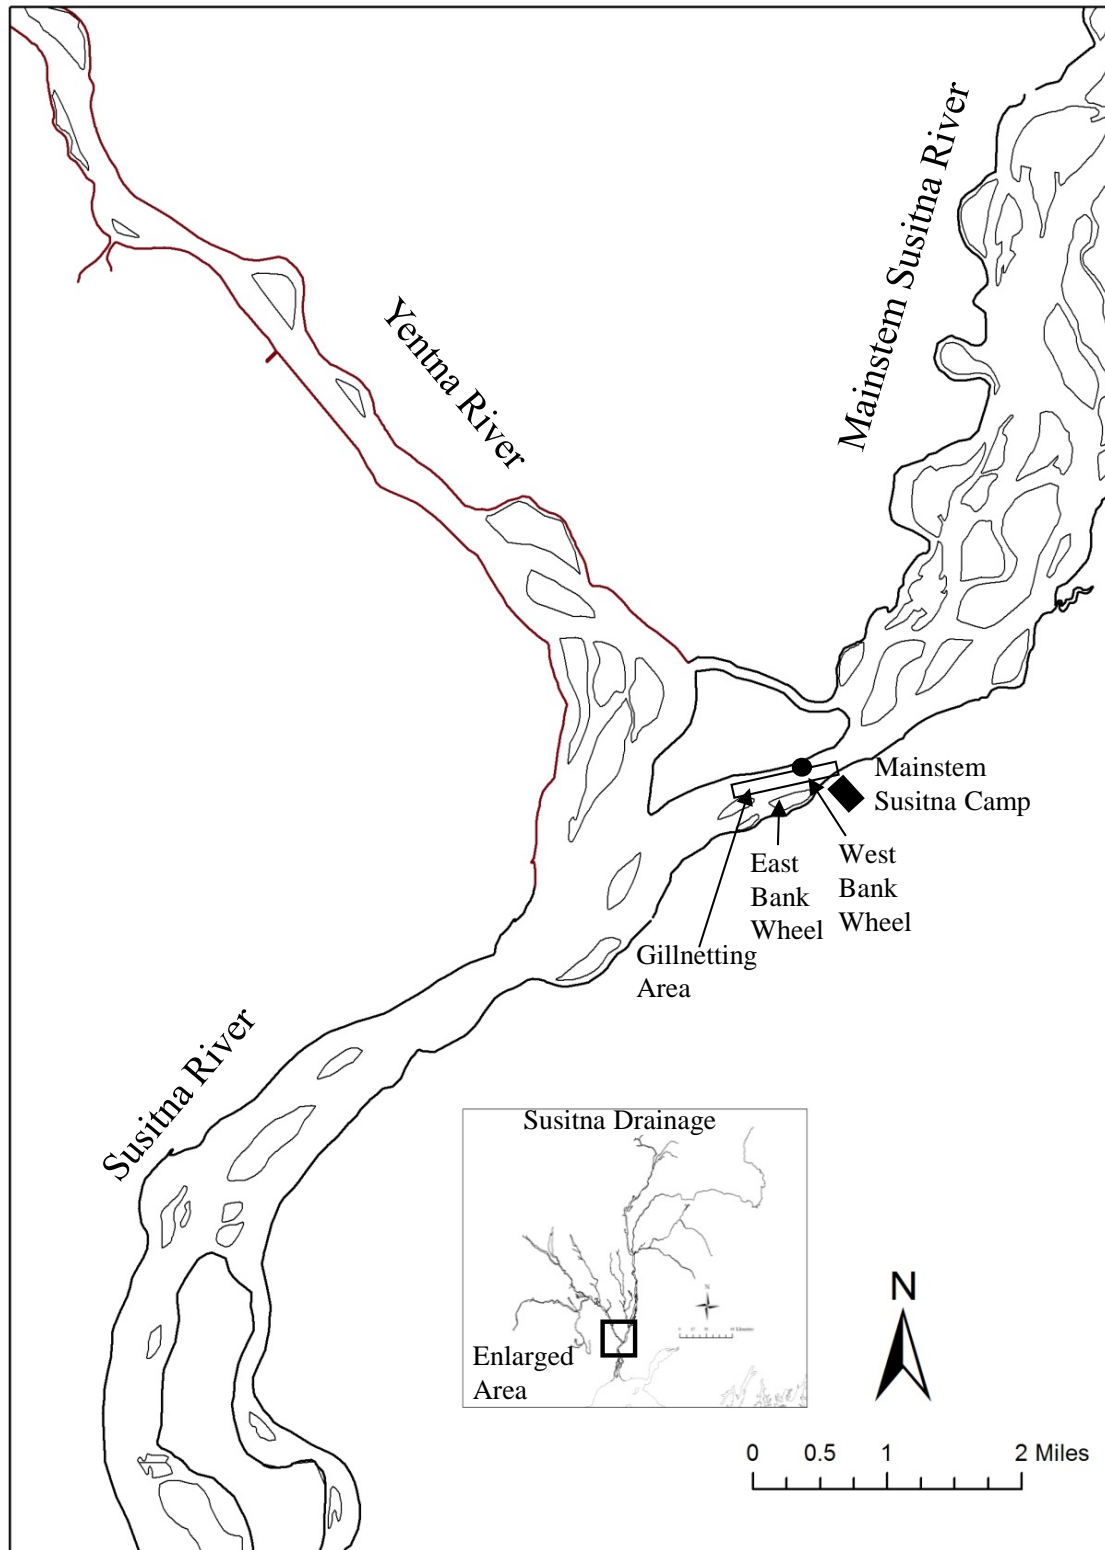 Mainstem Susitna River
Yentna River
Mainstem
Susitna Camp
West
Bank
Wheel
East
Bank
Wheel
Gillnetting
Area
Susitna River
Susitna Drainage
N
Enlarged
Area
N
0 0.5 1 2 Miles